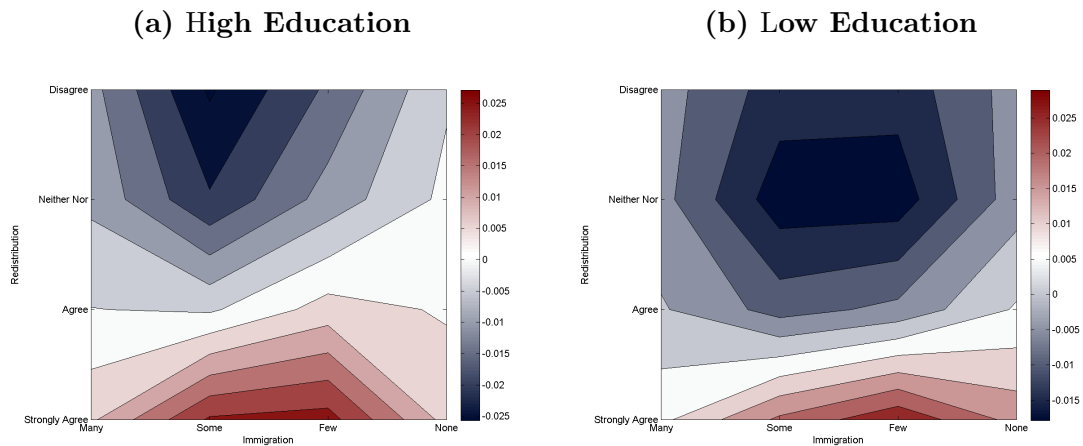 (a) High Education
Disagree
Neither Nor
Agree
Strongly Agree
Redistribution
Many
Some
Few
None
Immigration
0.025
0.02
0.015
0.01
0.005
0
-0.005
-0.01
-0.015
-0.02
-0.025
(b) Low Education
Disagree
Neither Nor
Agree
Strongly Agree
Redistribution
Many
Some
Few
None
Immigration
0.025
0.02
0.015
0.01
0.005
0
-0.005
-0.01
-0.015